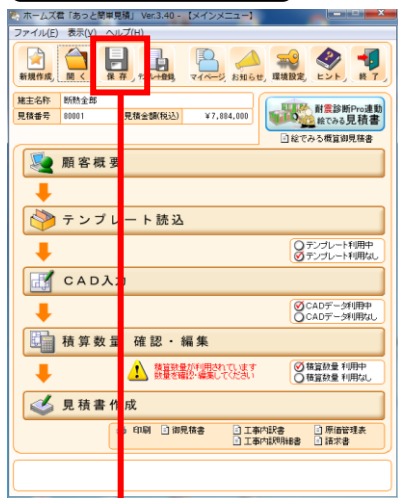 ホームズ君「あっと簡単見積」 Ver.3.40 - 【メインメニュー】
ファイル(F) 表示(V) ヘルプ(H)
新規作成 開く 保存 テンプレート登録 マイページ お知らせ 環境設定 ヒント 終了
施主名称 断熱全郎
見積番号 00001 見積金額(税込) ￥7,884,000
耐震診断Pro連動
絵でみる見積書
絵でみる概算御見積書
顧客概要
テンプレート読込
テンプレート利用中
テンプレート利用なし
CAD入力
CADデータ利用中
CADデータ利用なし
積算数量 確認・編集
積算数量が利用されています
数量を確認・編集してください
積算数量 利用中
積算数量 利用なし
見積書作成
印刷 御見積書 工事内訳書 原価管理表
工事内訳明細書 請求書